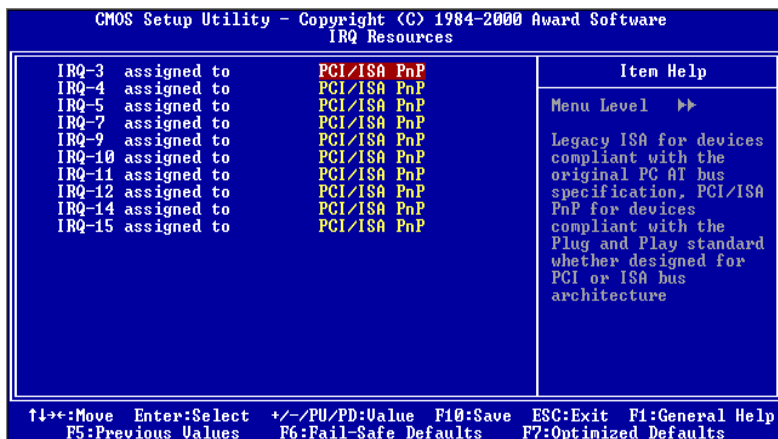 CMOS Setup Utility - Copyright (C) 1984-2000 Award Software
IRQ Resources
IRQ-3 assigned to PCI/ISA PnP
IRQ-4 assigned to PCI/ISA PnP
IRQ-5 assigned to PCI/ISA PnP
IRQ-7 assigned to PCI/ISA PnP
IRQ-9 assigned to PCI/ISA PnP
IRQ-10 assigned to PCI/ISA PnP
IRQ-11 assigned to PCI/ISA PnP
IRQ-12 assigned to PCI/ISA PnP
IRQ-14 assigned to PCI/ISA PnP
IRQ-15 assigned to PCI/ISA PnP
Item Help
Menu Level ▸▸
Legacy ISA for devices
compliant with the
original PC AT bus
specification, PCI/ISA
PnP for devices
compliant with the
Plug and Play standard
whether designed for
PCI or ISA bus
architecture
↑↓→←:Move Enter:Select +/-/PU/PD:Value F10:Save ESC:Exit F1:General Help
F5:Previous Values F6:Fail-Safe Defaults F7:Optimized Defaults